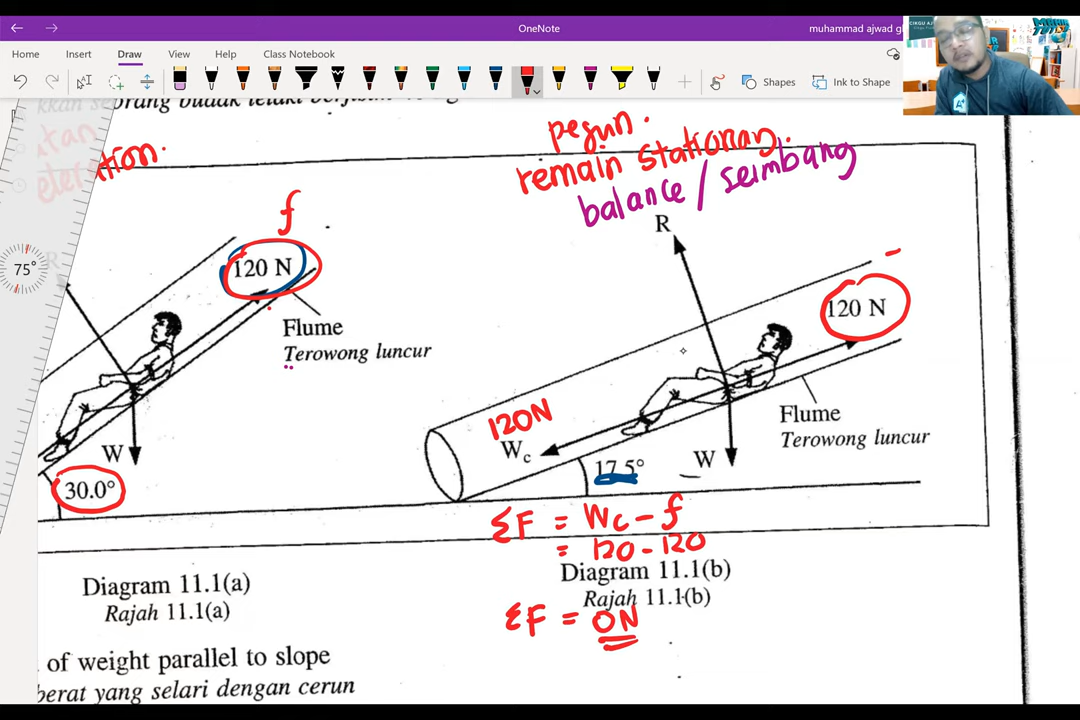 OneNote
muhammad ajwad
Home Insert Draw View Help Class Notebook
Shapes Ink to Shape
orang budak lelaki
pegun.
remain stationary.
balance / seimbang
f
120 N
Flume
Terowong luncur
W
30.0°
75°
R
-
120 N
120N
Wc
17.5°
W
Flume
Terowong luncur
ΣF = Wc - f
= 120 - 120
ΣF = 0N
Diagram 11.1(a)
Rajah 11.1(a)
Diagram 11.1(b)
Rajah 11.1(b)
of weight parallel to slope
berat yang selari dengan cerun